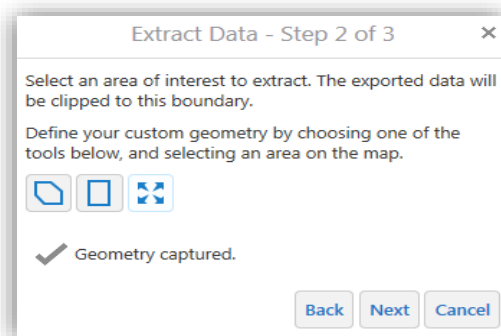 Extract Data - Step 2 of 3
Select an area of interest to extract. The exported data will
be clipped to this boundary.
Define your custom geometry by choosing one of the
tools below, and selecting an area on the map.
Geometry captured.
Back Next Cancel